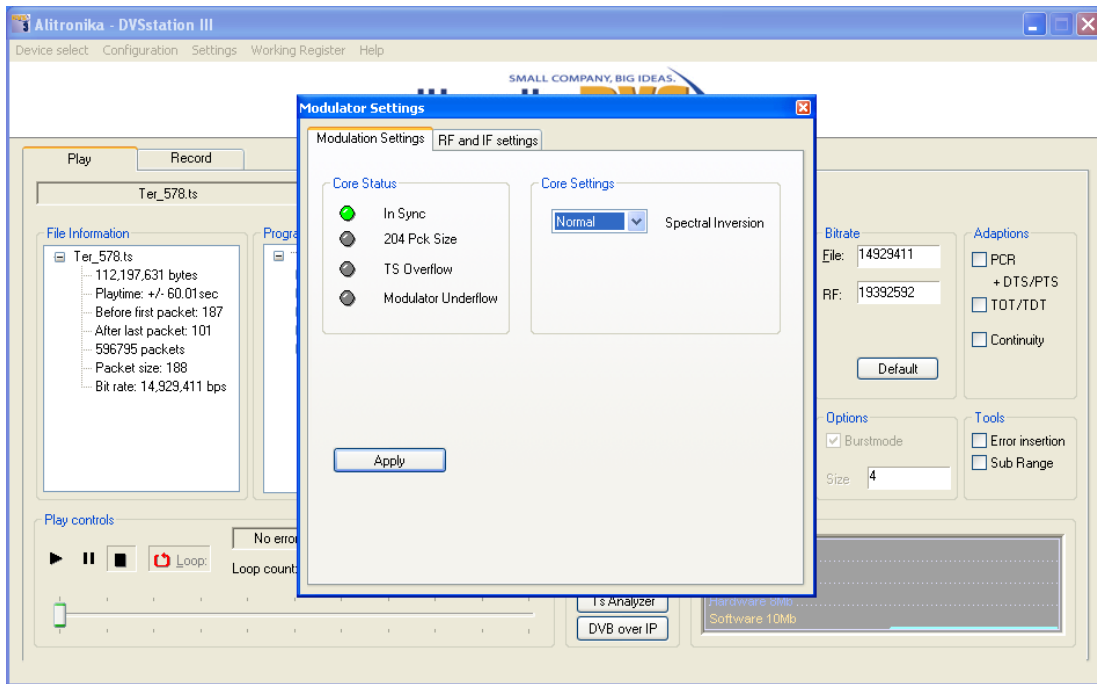 Alitronika - DVSstation III
Device select Configuration Settings Working Register Help
SMALL COMPANY, BIG IDEAS.
Modulator Settings
Modulation Settings
RF and IF settings
Core Status
In Sync
204 Pck Size
TS Overflow
Modulator Underflow
Core Settings
Normal
Spectral Inversion
Apply
Play
Record
Ter_578.ts
File Information
Ter_578.ts
112,197,631 bytes
Playtime: +/- 60.01sec
Before first packet: 187
After last packet: 101
596795 packets
Packet size: 188
Bit rate: 14,929,411 bps
Bitrate
File: 14929411
RF: 19392592
Default
Adaptions
PCR
+ DTS/PTS
TOT/TDT
Continuity
Options
Burstmode
Size 4
Tools
Error insertion
Sub Range
Play controls
Loop:
No error
Loop count:
Ts Analyzer
DVB over IP
Hardware 8Mb
Software 10Mb